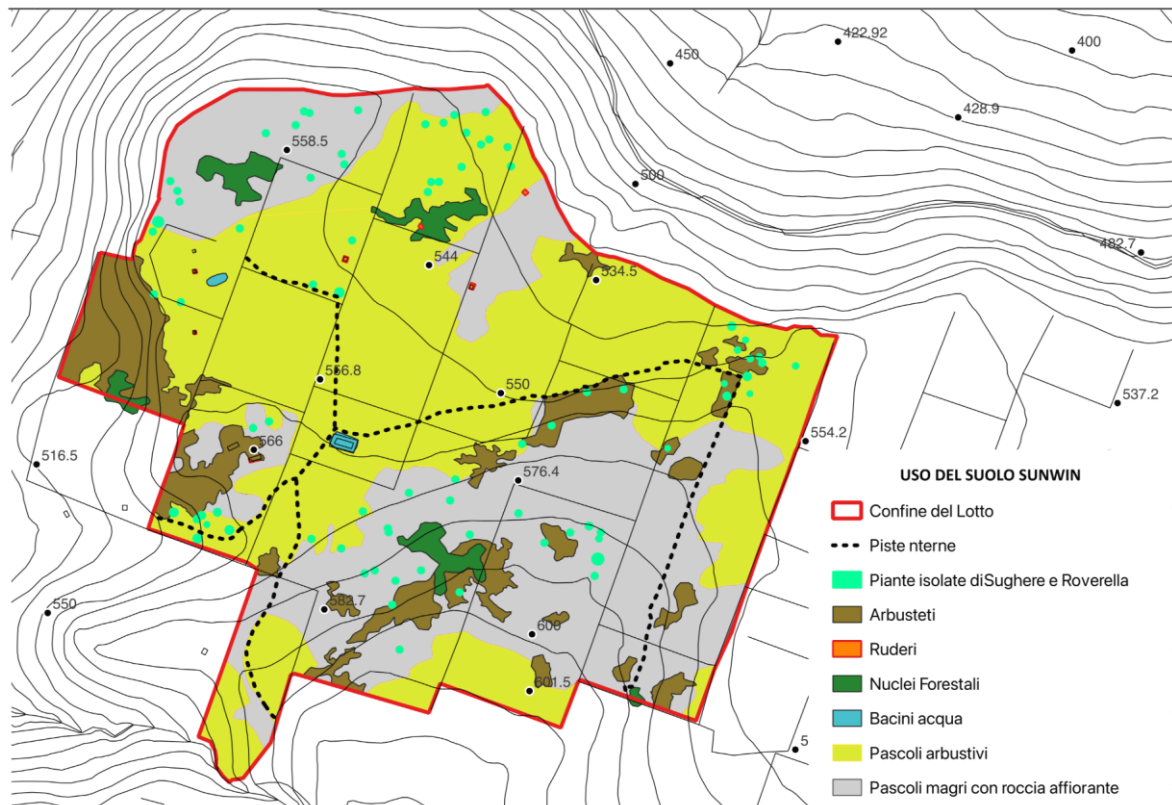 422.92
450
400
428.9
558.5
500
482.7
544
534.5
556.8
550
537.2
554.2
566
516.5
576.4
USO DEL SUOLO SUNWIN
Confine del Lotto
Piste nterne
Piante isolate diSughere e Roverella
550
582.7
Arbusteti
600
Ruderi
Nuclei Forestali
601.5
Bacini acqua
5
Pascoli arbustivi
Pascoli magri con roccia affiorante